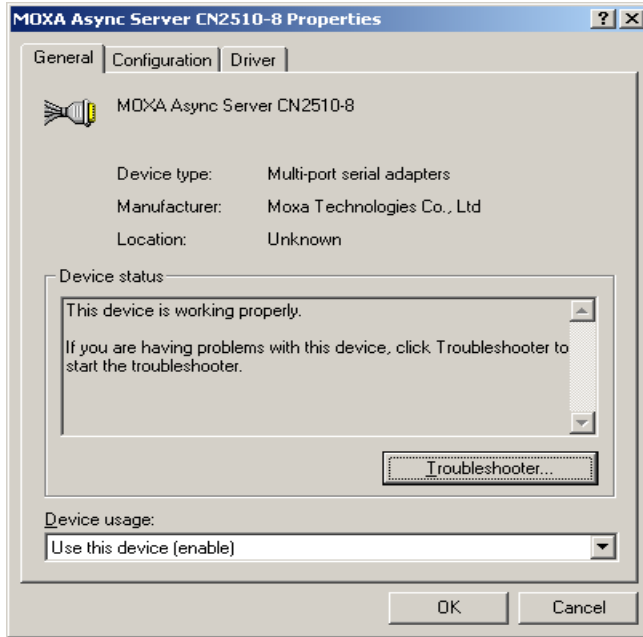 MOXA Async Server CN2510-8 Properties
General Configuration Driver
MOXA Async Server CN2510-8
Device type: Multi-port serial adapters
Manufacturer: Moxa Technologies Co., Ltd
Location: Unknown
Device status
This device is working properly.
If you are having problems with this device, click Troubleshooter to
start the troubleshooter.
Troubleshooter...
Device usage:
Use this device (enable)
OK Cancel